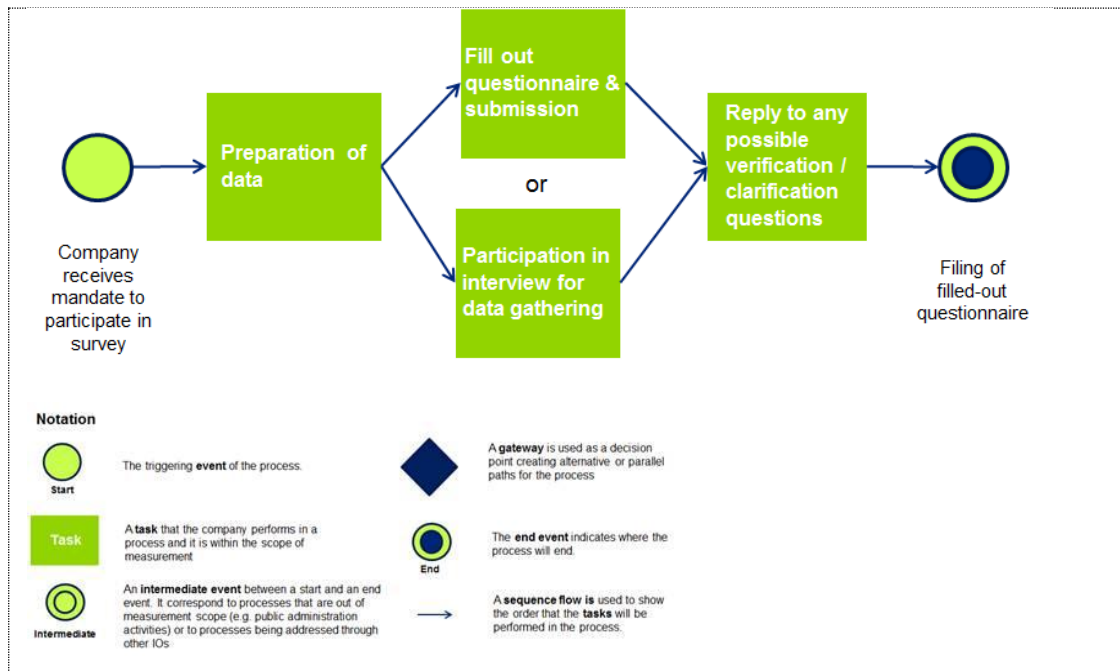 Fill out
questionnaire &
submission
Preparation of
data
or
Participation in
interview for
data gathering
Reply to any
possible
verification /
clarification
questions
Company
receives
mandate to
participate in
survey
Filing of
filled-out
questionnaire
Notation
Start
The triggering event of the process.
A gateway is used as a decision
point creating alternative or parallel
paths for the process
Task
A task that the company performs in a
process and it is within the scope of
measurement
End
The end event indicates where the
process will end.
Intermediate
An intermediate event between a start and an end
event. It correspond to processes that are out of
measurement scope (e.g. public administration
activities) or to processes being addressed through
other IOs
A sequence flow is used to show
the order that the tasks will be
performed in the process.